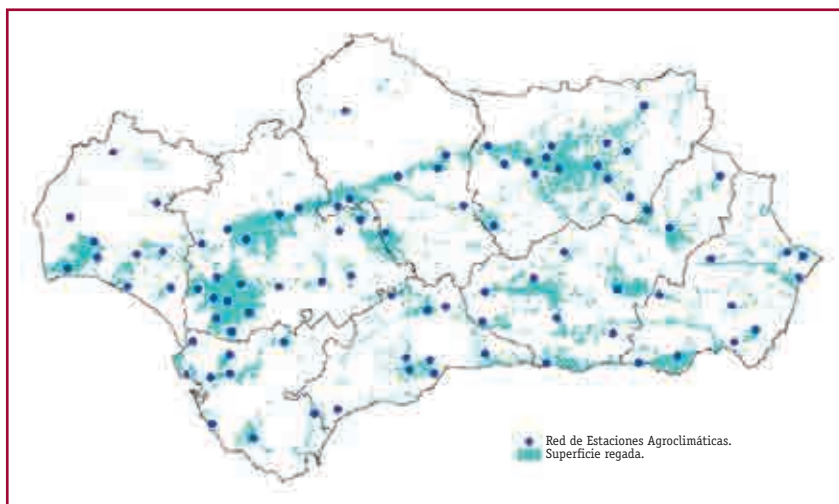 Red de Estaciones Agroclimáticas.
Superficie regada.